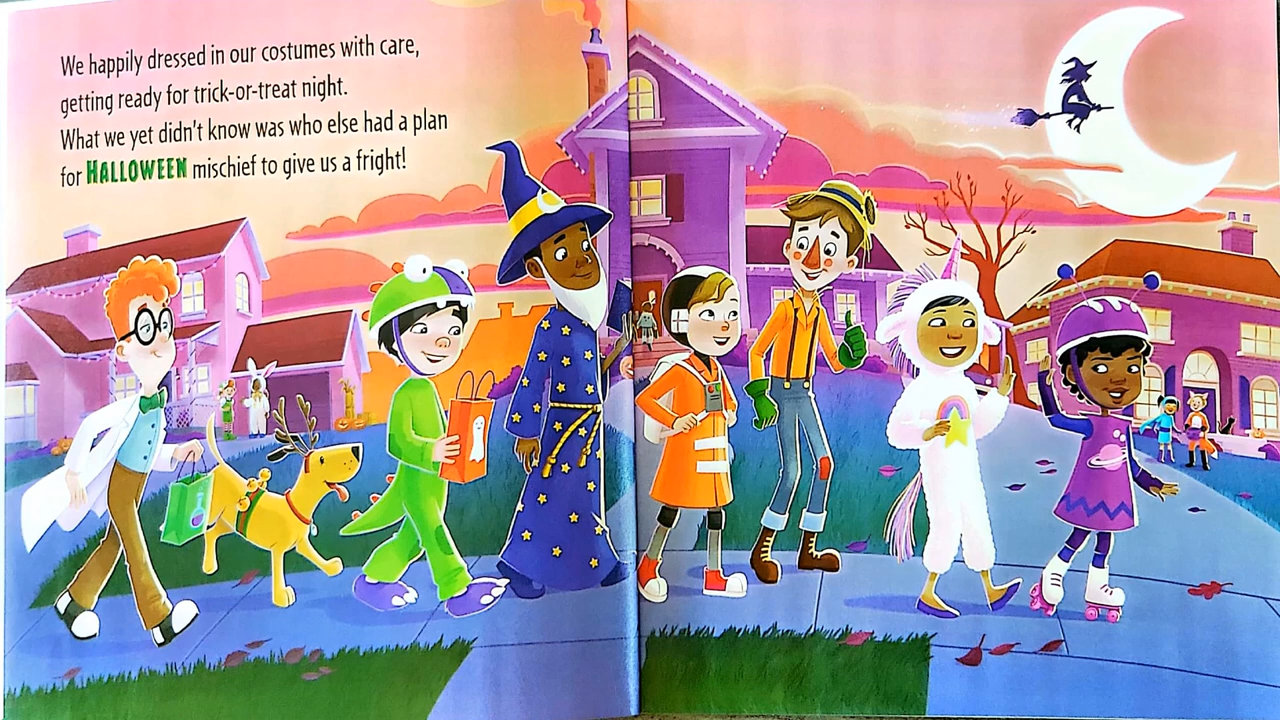 We happily dressed in our costumes with care,
getting ready for trick-or-treat night.
What we yet didn't know was who else had a plan
for HALLOWEEN mischief to give us a fright!